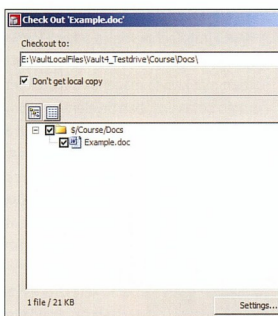 Check Out 'Example.doc'
Checkout to:
E:\VaultLocalFiles\Vault4_Testdrive\Course\Docs\
Don't get local copy
$/Course/Docs
Example.doc
1 file / 21 KB
Settings...